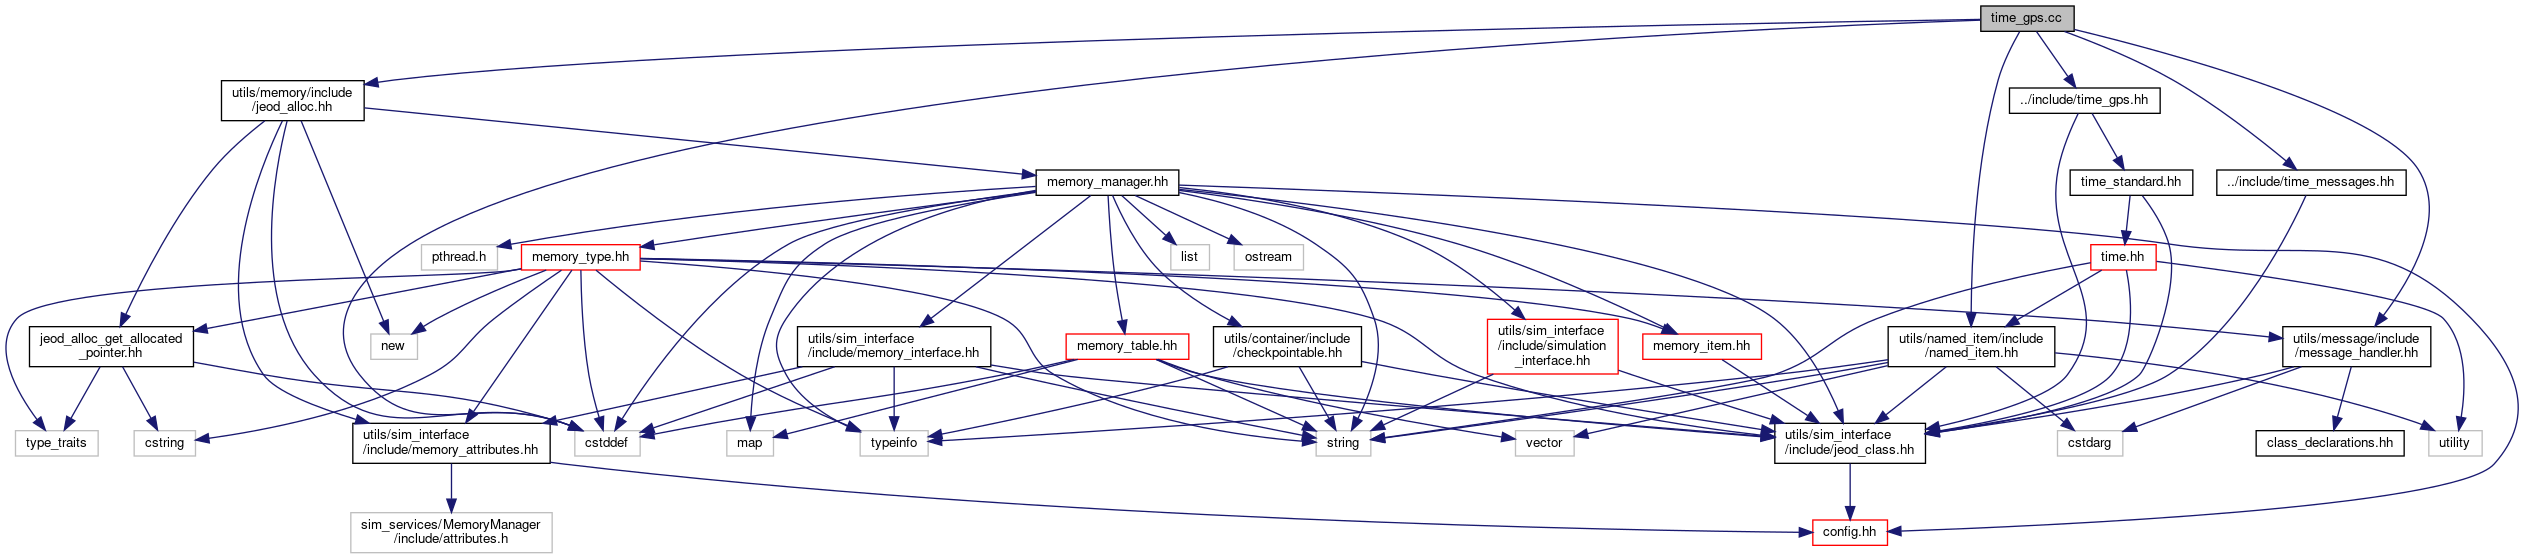 time_gps.cc
utils/memory/include
/jeod_alloc.hh
../include/time_gps.hh
memory_manager.hh
time_standard.hh
../include/time_messages.hh
pthread.h
memory_type.hh
list
ostream
time.hh
jeod_alloc_get_allocated
_pointer.hh
new
utils/sim_interface
/include/memory_interface.hh
memory_table.hh
utils/container/include
/checkpointable.hh
utils/sim_interface
/include/simulation
_interface.hh
memory_item.hh
utils/named_item/include
/named_item.hh
utils/message/include
/message_handler.hh
type_traits
cstring
utils/sim_interface
/include/memory_attributes.hh
cstddef
map
typeinfo
string
vector
utils/sim_interface
/include/jeod_class.hh
cstdarg
class_declarations.hh
utility
sim_services/MemoryManager
/include/attributes.h
config.hh